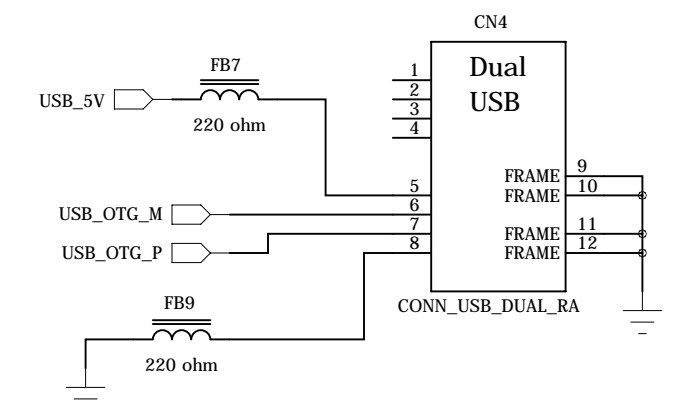 CN4
FB7
USB_5V
220 ohm
1
2
3
4
Dual
USB
5
6
7
8
FRAME 9
FRAME 10
FRAME 11
FRAME 12
USB_OTG_M
USB_OTG_P
CONN_USB_DUAL_RA
FB9
220 ohm